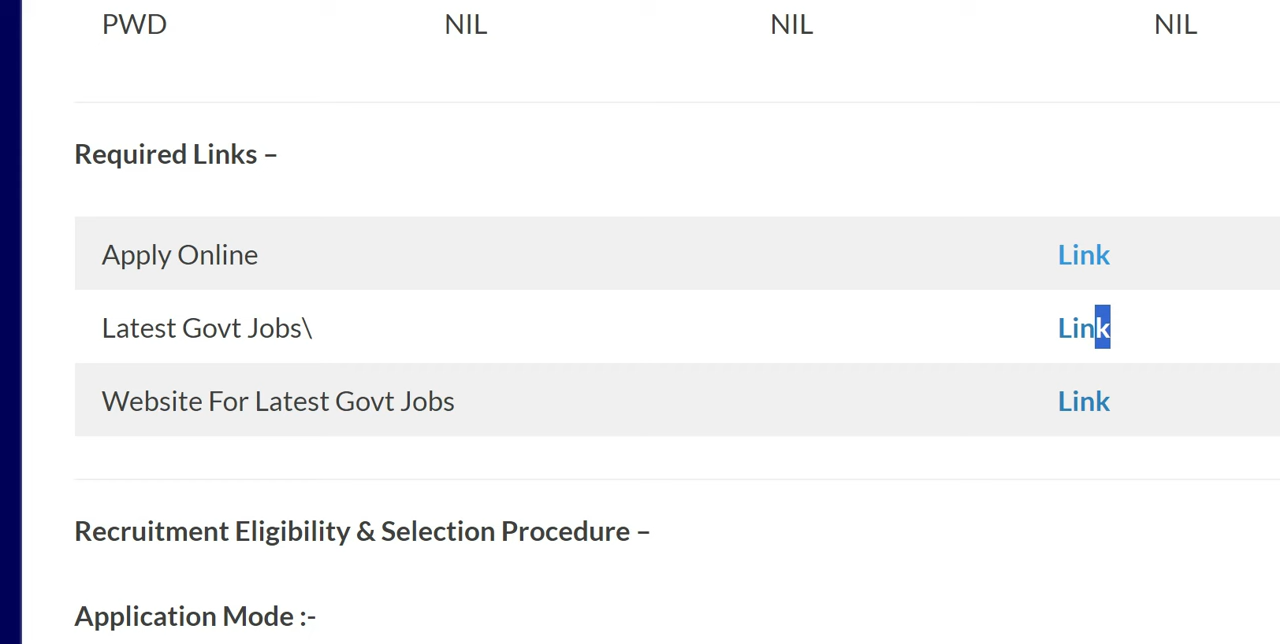 PWD NIL NIL NIL
Required Links –
Apply Online Link
Latest Govt Jobs\ Link
Website For Latest Govt Jobs Link
Recruitment Eligibility & Selection Procedure –
Application Mode :-